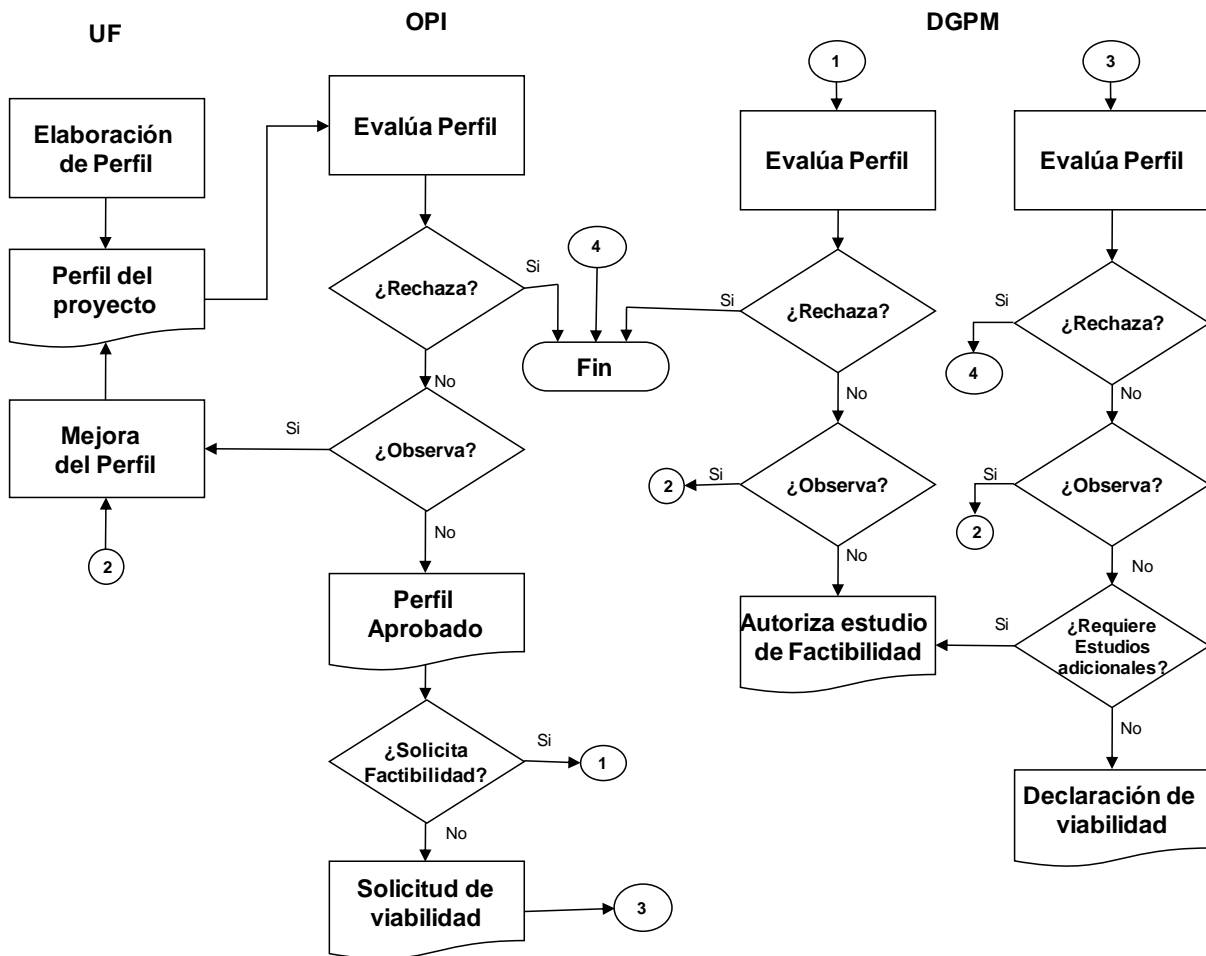 UF
OPI
DGPM
Elaboración
de Perfil
Perfil del
proyecto
Mejora
del Perfil
2
Evalúa Perfil
¿Rechaza?
Si
4
Fin
No
¿Observa?
Si
No
Perfil
Aprobado
¿Solicita
Factibilidad?
Si
1
No
Solicitud de
viabilidad
3
1
Evalúa Perfil
¿Rechaza?
Si
No
¿Observa?
Si
2
No
Autoriza estudio
de Factibilidad
3
Evalúa Perfil
¿Rechaza?
Si
4
No
¿Observa?
Si
2
No
¿Requiere
Estudios
adicionales?
Si
No
Declaración de
viabilidad